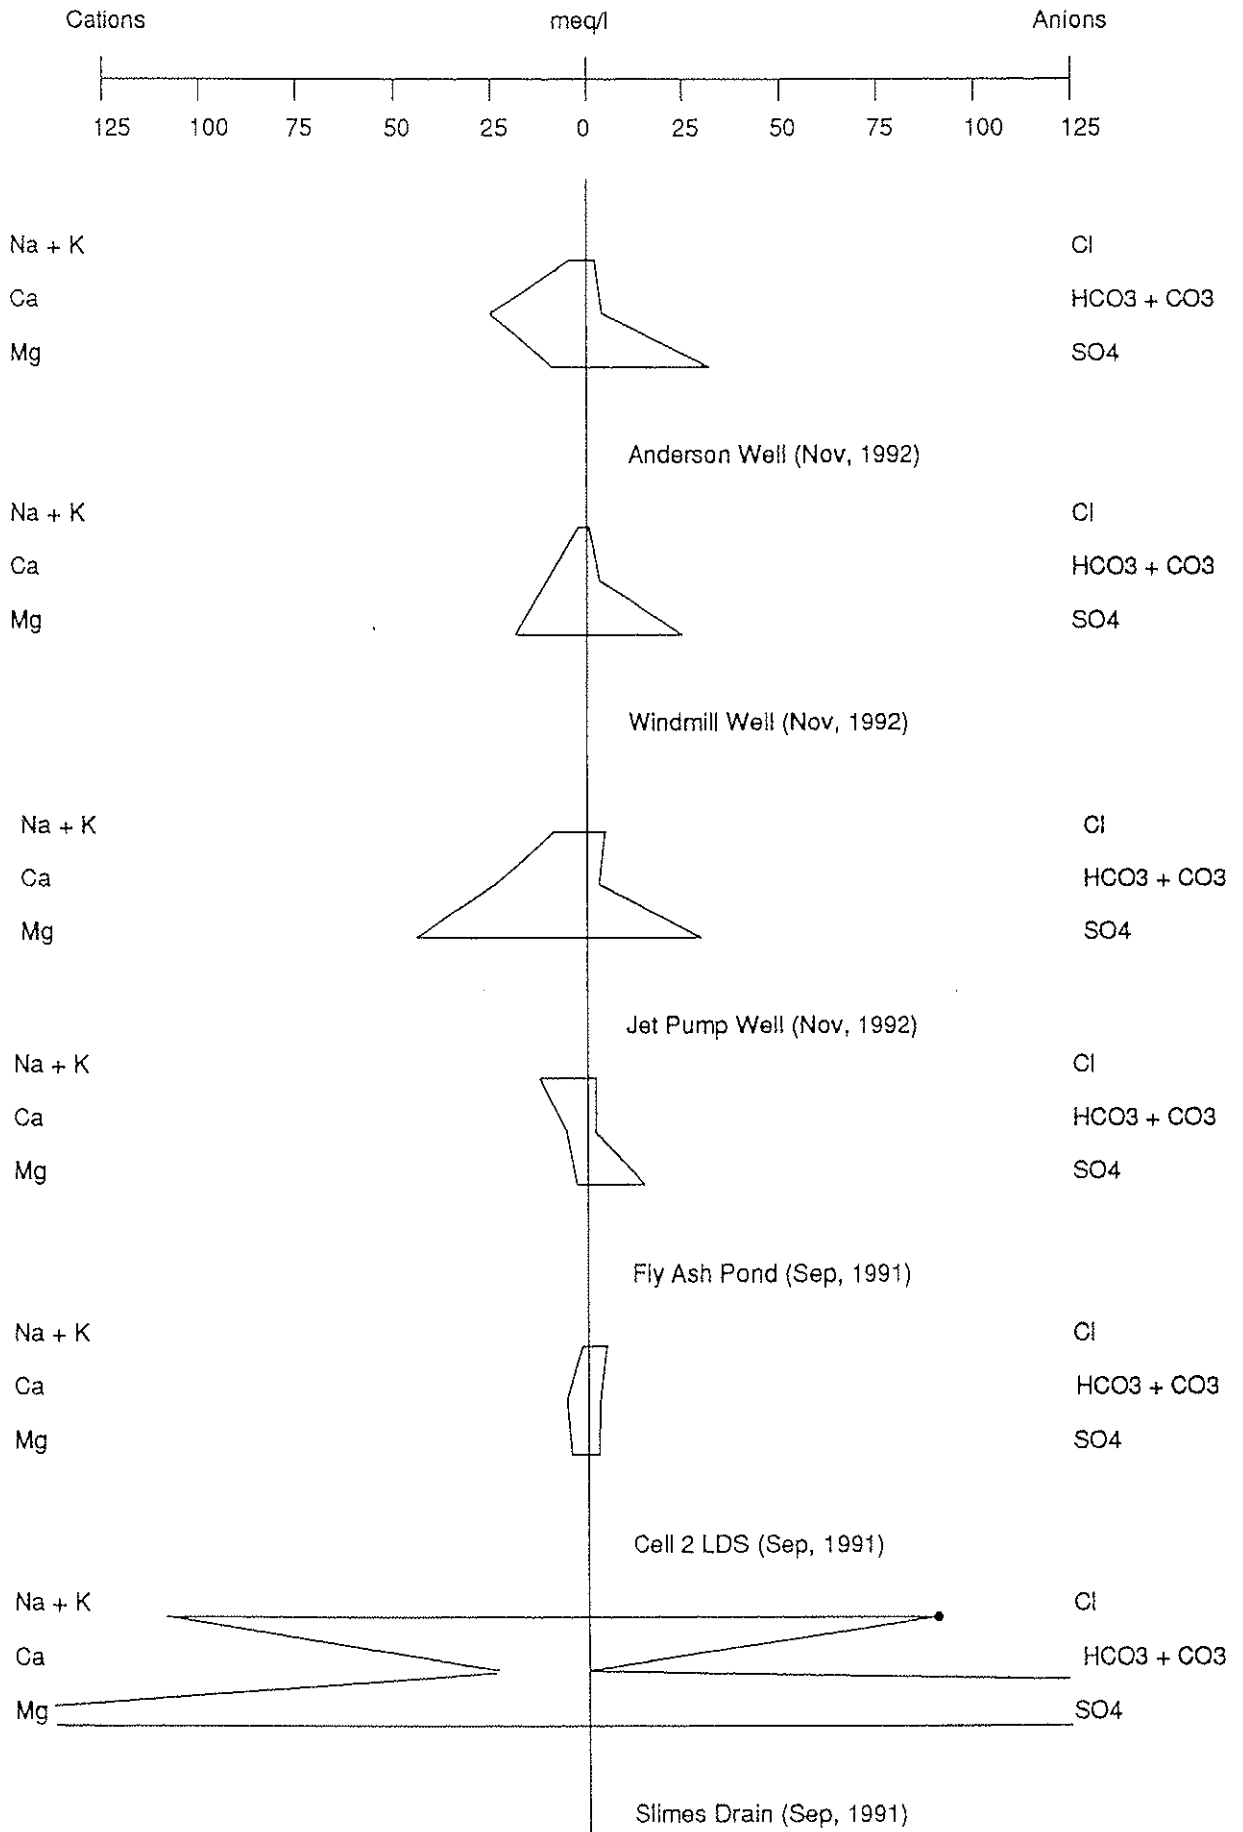 Cations meq/l Anions
125 100 75 50 25 0 25 50 75 100 125
Na + K Cl
Ca HCO3 + CO3
Mg SO4
Anderson Well (Nov, 1992)
Na + K Cl
Ca HCO3 + CO3
Mg SO4
Windmill Well (Nov, 1992)
Na + K Cl
Ca HCO3 + CO3
Mg SO4
Jet Pump Well (Nov, 1992)
Na + K Cl
Ca HCO3 + CO3
Mg SO4
Fly Ash Pond (Sep, 1991)
Na + K Cl
Ca HCO3 + CO3
Mg SO4
Cell 2 LDS (Sep, 1991)
Na + K Cl
Ca HCO3 + CO3
Mg SO4
Slimes Drain (Sep, 1991)